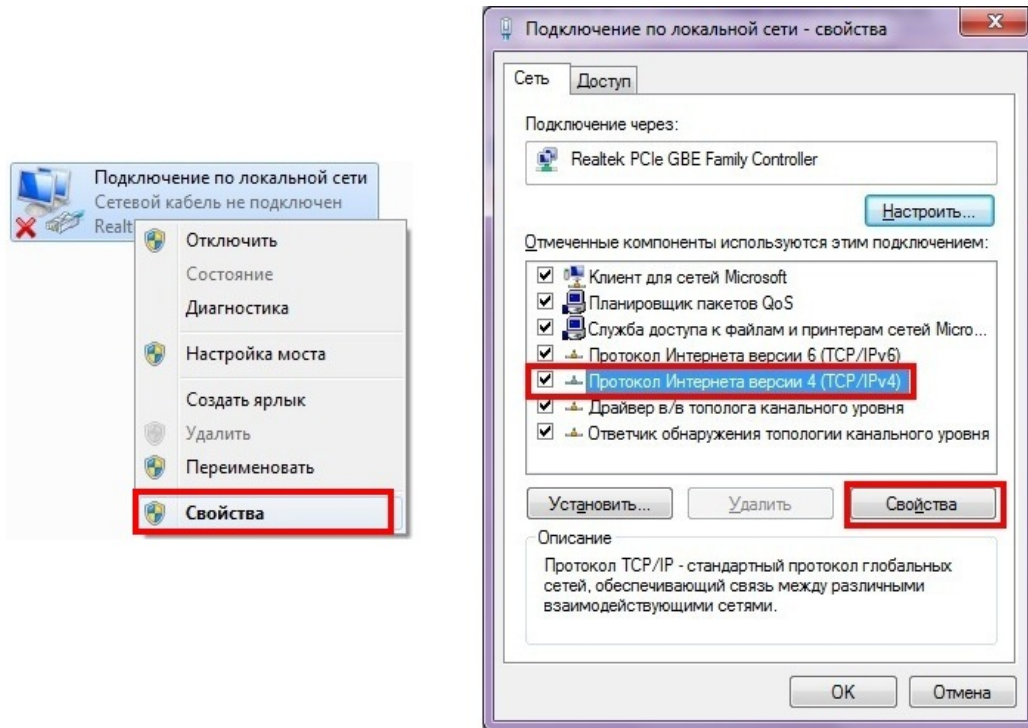 Подключение по локальной сети
Сетевой кабель не подключен
Realt
Отключить
Состояние
Диагностика
Настройка моста
Создать ярлык
Удалить
Переименовать
Свойства
Подключение по локальной сети - свойства
Сеть
Доступ
Подключение через:
Realtek PCIe GBE Family Controller
Настроить...
Отмеченные компоненты используются этим подключением:
Клиент для сетей Microsoft
Планировщик пакетов QoS
Служба доступа к файлам и принтерам сетей Micro...
Протокол Интернета версии 6 (TCP/IPv6)
Протокол Интернета версии 4 (TCP/IPv4)
Драйвер в/в тополога канального уровня
Ответчик обнаружения топологии канального уровня
Установить...
Удалить
Свойства
Описание
Протокол TCP/IP - стандартный протокол глобальных
сетей, обеспечивающий связь между различными
взаимодействующими сетями.
OK
Отмена